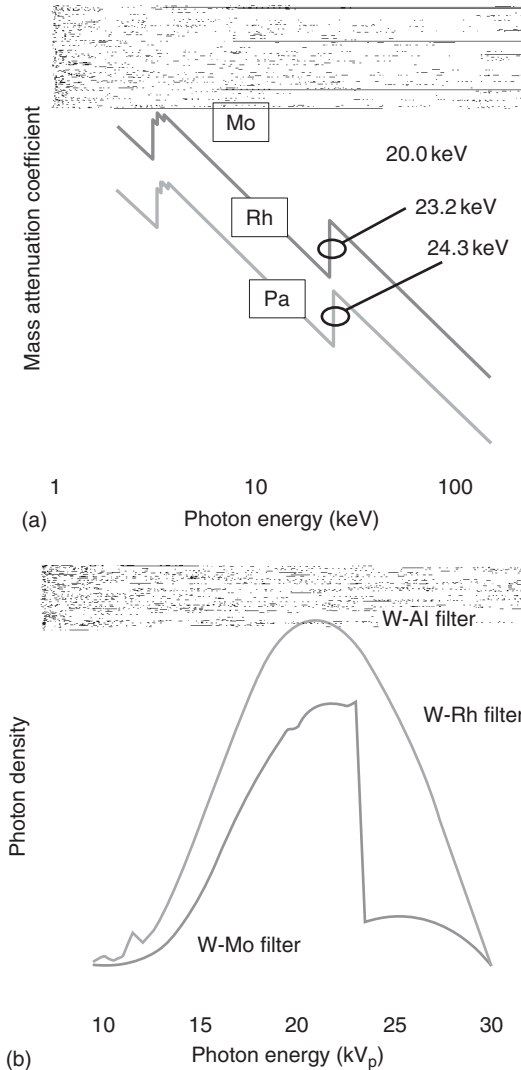 Mo
20.0 keV
Rh
23.2 keV
24.3 keV
Pa
Mass attenuation coefficient
1 10 100
(a) Photon energy (keV)
W-Al filter
W-Rh filter
Photon density
W-Mo filter
10 15 20 25 30
(b) Photon energy (kVp)